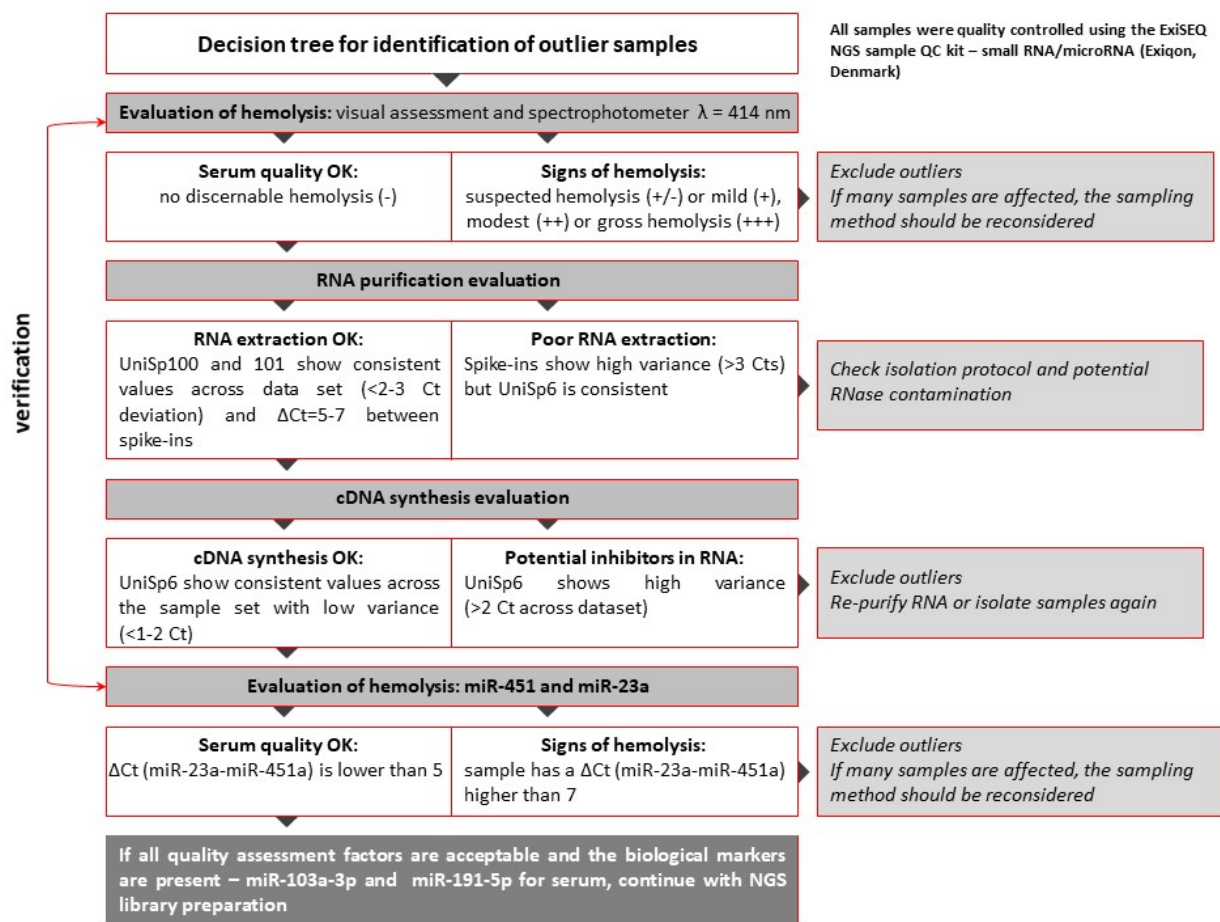 Decision tree for identification of outlier samples
All samples were quality controlled using the ExiSEQ
NGS sample QC kit – small RNA/microRNA (Exiqon,
Denmark)
Evaluation of hemolysis: visual assessment and spectrophotometer λ = 414 nm
Serum quality OK:
no discernable hemolysis (-)
Signs of hemolysis:
suspected hemolysis (+/-) or mild (+),
modest (++) or gross hemolysis (+++)
Exclude outliers
If many samples are affected, the sampling
method should be reconsidered
RNA purification evaluation
RNA extraction OK:
UniSp100 and 101 show consistent
values across data set (<2-3 Ct
deviation) and ΔCt=5-7 between
spike-ins
Poor RNA extraction:
Spike-ins show high variance (>3 Cts)
but UniSp6 is consistent
Check isolation protocol and potential
RNase contamination
verification
cDNA synthesis evaluation
cDNA synthesis OK:
UniSp6 show consistent values across
the sample set with low variance
(<1-2 Ct)
Potential inhibitors in RNA:
UniSp6 shows high variance
(>2 Ct across dataset)
Exclude outliers
Re-purify RNA or isolate samples again
Evaluation of hemolysis: miR-451 and miR-23a
Serum quality OK:
ΔCt (miR-23a-miR-451a) is lower than 5
Signs of hemolysis:
sample has a ΔCt (miR-23a-miR-451a)
higher than 7
Exclude outliers
If many samples are affected, the sampling
method should be reconsidered
If all quality assessment factors are acceptable and the biological markers
are present – miR-103a-3p and miR-191-5p for serum, continue with NGS
library preparation